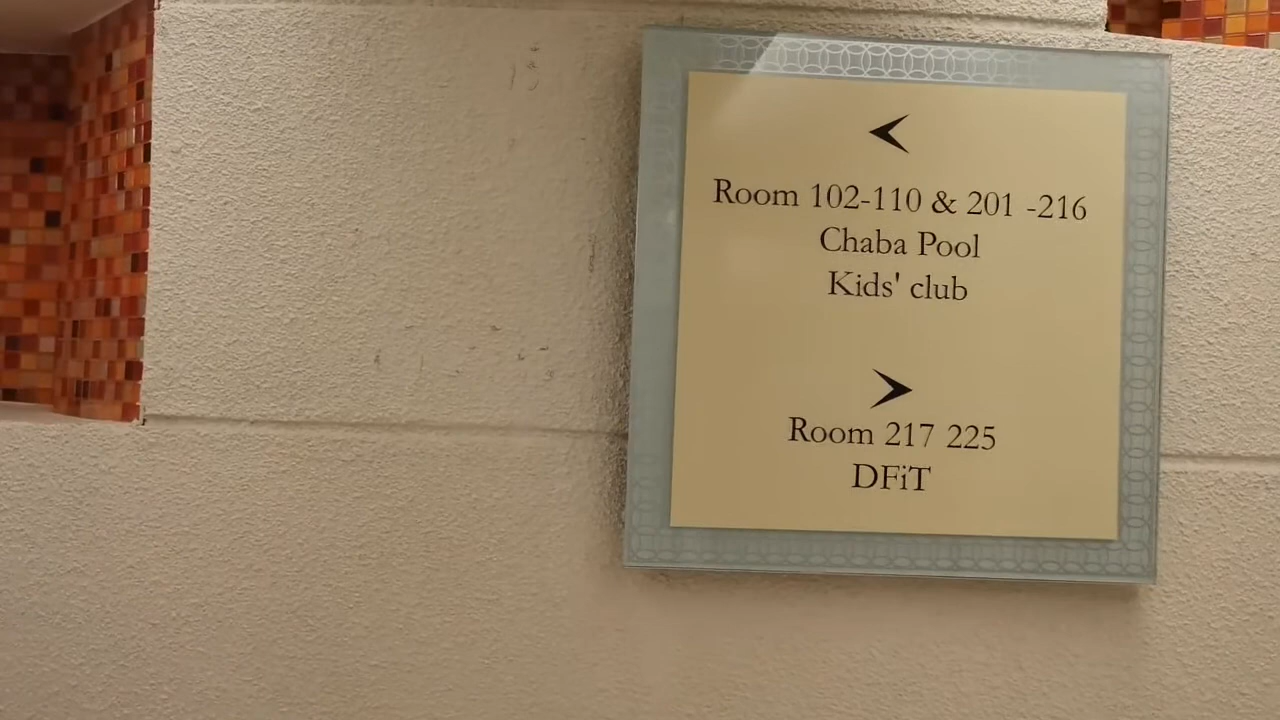 Room 102-110 & 201 -216
Chaba Pool
Kids' club
Room 217 225
DFiT